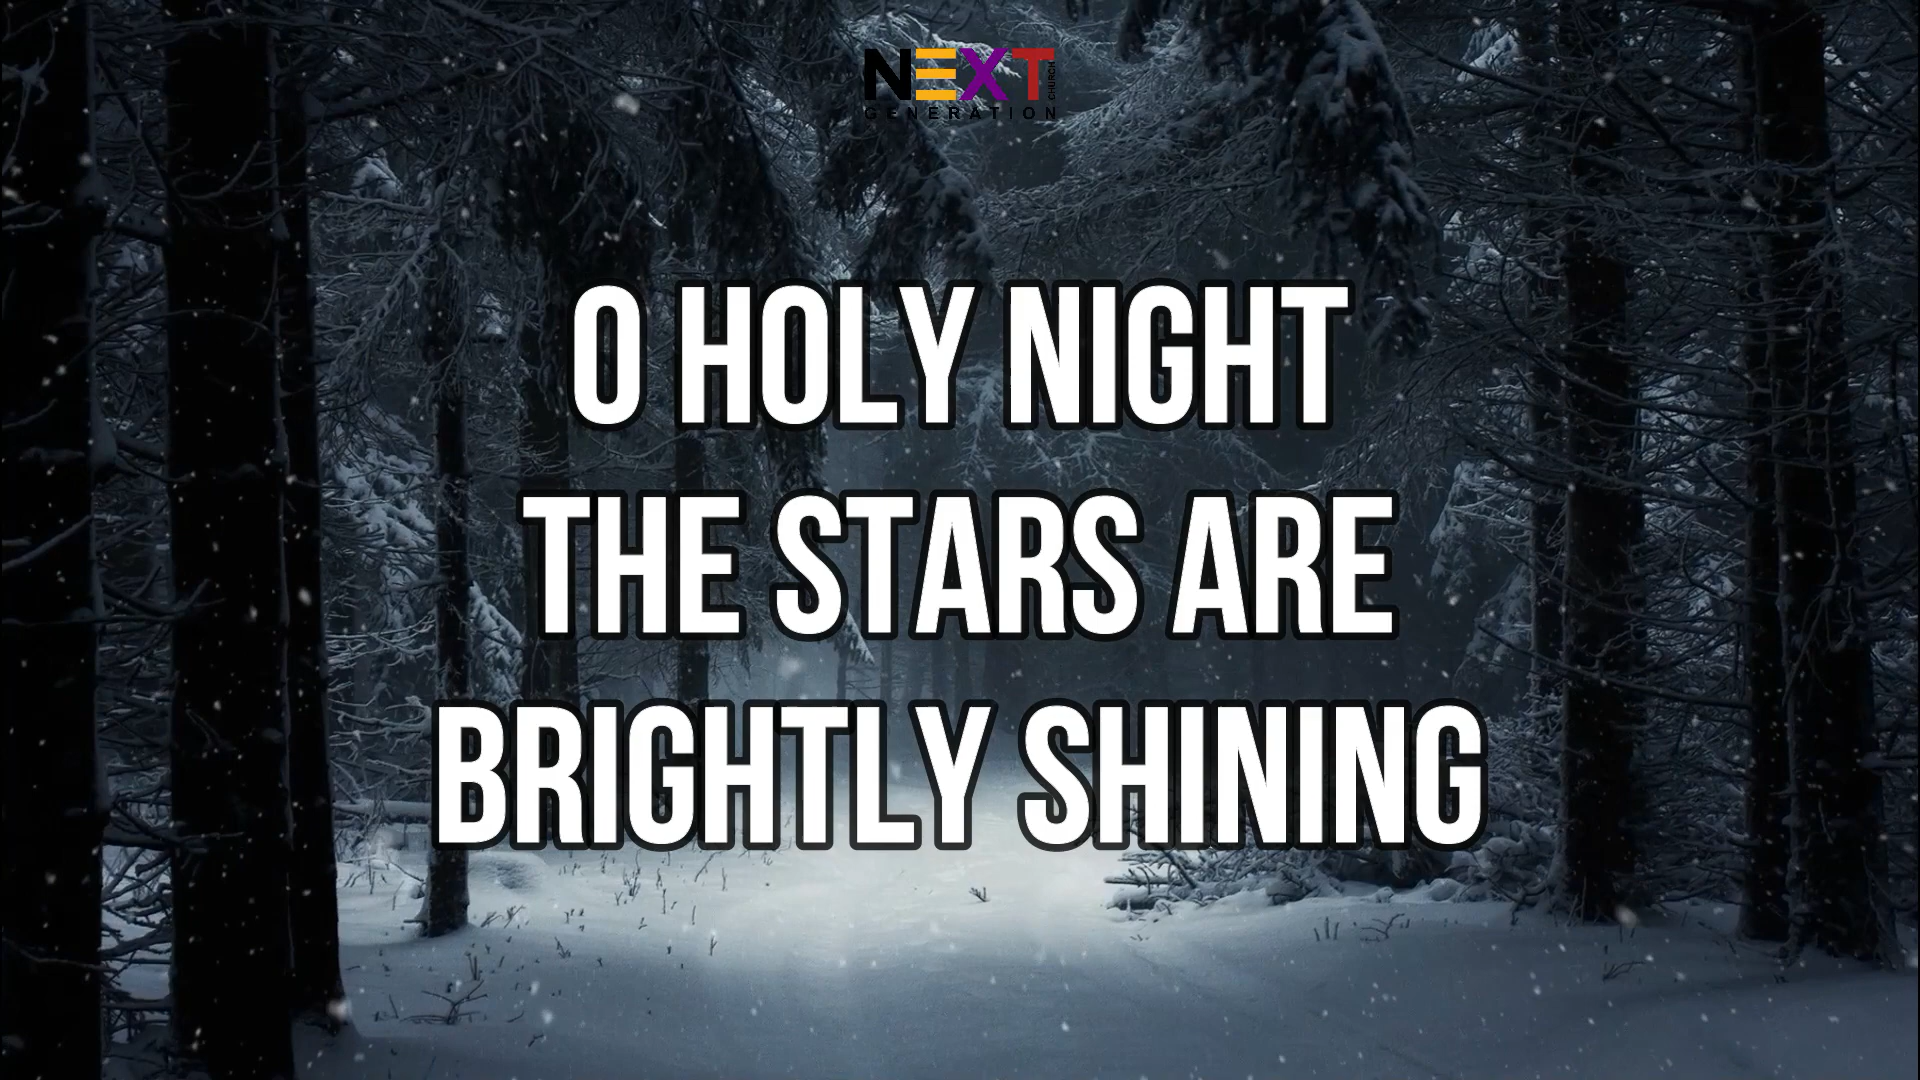 NEXT
CHURCH
GENERATION
O HOLY NIGHT
THE STARS ARE
BRIGHTLY SHINING